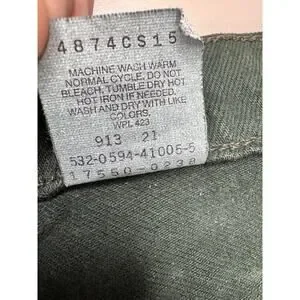 4874CS15
MACHINE WASH WARM
NORMAL CYCLE, DO NOT
BLEACH, TUMBLE DRY HOT
HOT IRON IF NEEDED.
WASH AND DRY WITH LIKE
COLORS.
WPL 423
913 21
532-0594-41005-5
17550-0238